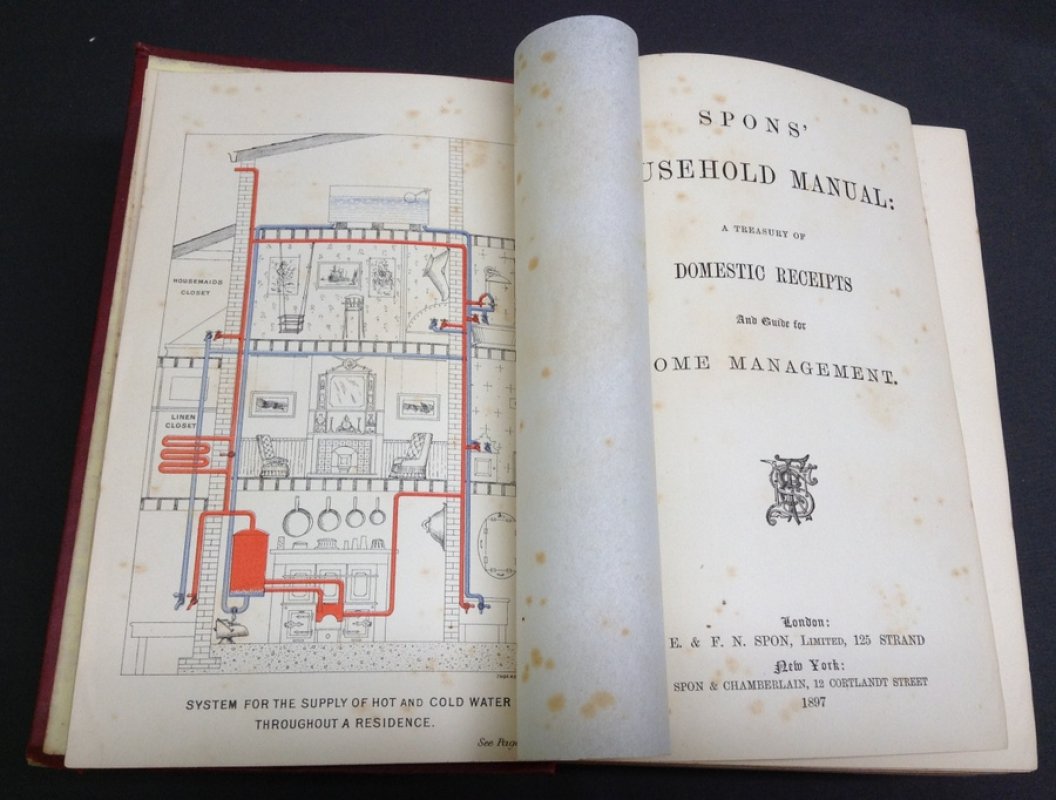 HOUSEMAIDS
CLOSET
LINEN
CLOSET
SYSTEM FOR THE SUPPLY OF HOT AND COLD WATER
THROUGHOUT A RESIDENCE.
See Page
SPONS'
USEHOLD MANUAL:
A TREASURY OF
DOMESTIC RECEIPTS
And Guide for
OME MANAGEMENT.
London:
E. & F. N. SPON, LIMITED, 125 STRAND
New York:
SPON & CHAMBERLAIN, 12 CORTLANDT STREET
1897